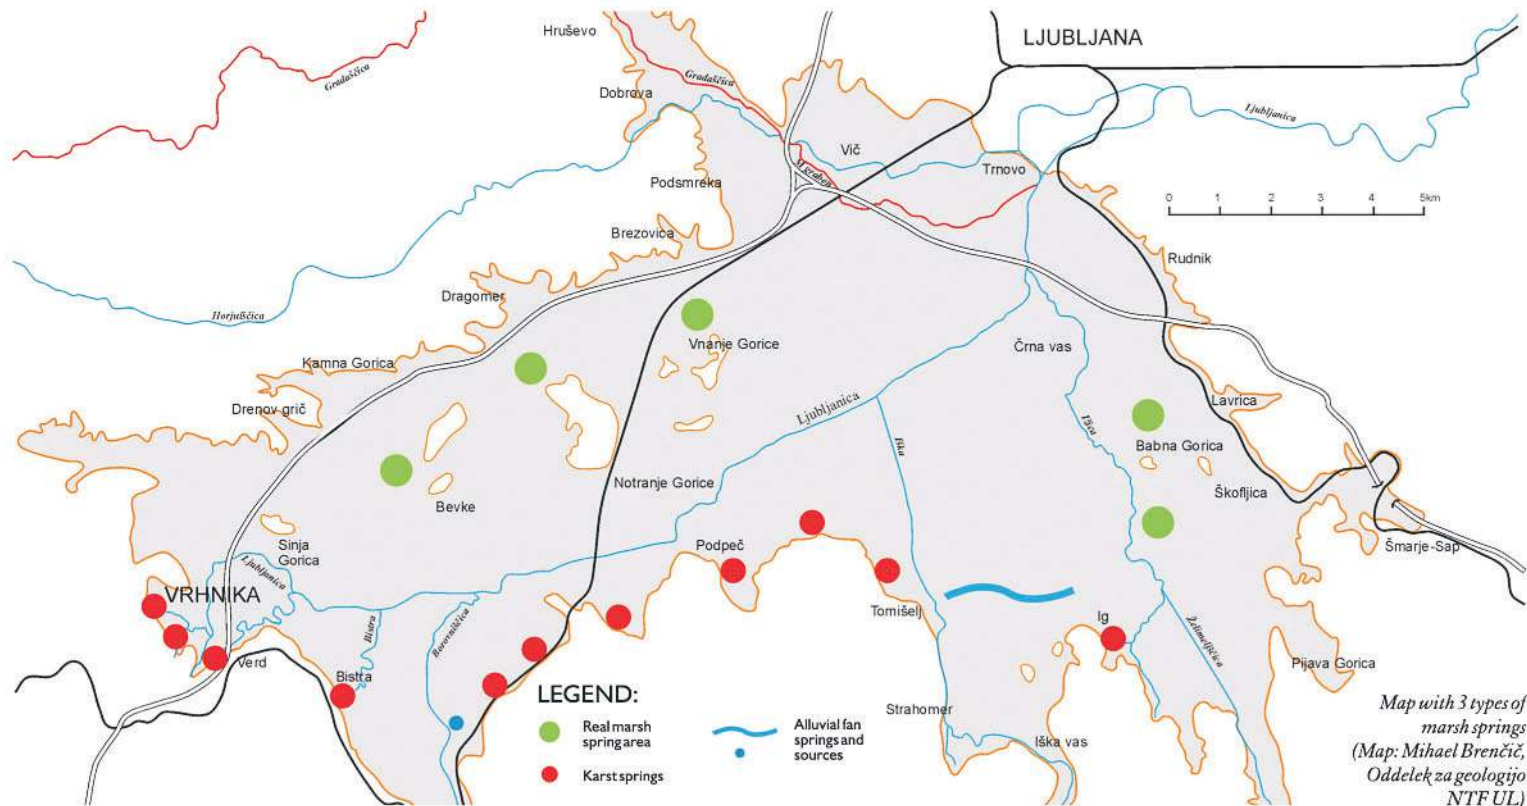 Hruševo
LJUBLJANA
Gradaščica
Gradaščica
Dobrova
Ljubljanica
Vič
M graben
Trnovo
Podsmreka
0 1 2 3 4 5km
Brezovica
Rudnik
Dragomer
Horjulščica
Vnanje Gorice
Črna vas
Kamna Gorica
Drenov grič
Ljubljanica
Lavrica
Iška
Išca
Babna Gorica
Notranje Gorice
Škofljica
Bevke
Sinja
Gorica
Podpeč
Šmarje-Sap
Ljubljanica
VRHNIKA
Tomišelj
Ig
Bistra
Borovniščica
Želimeljščica
Verd
Bistra
Pijava Gorica
LEGEND:
Real marsh
spring area
Karst springs
Alluvial fan
springs and
sources
Strahomer
Iška vas
Map with 3 types of
marsh springs
(Map: Mihael Brenčič,
Oddelek za geologijo
NTF UL)